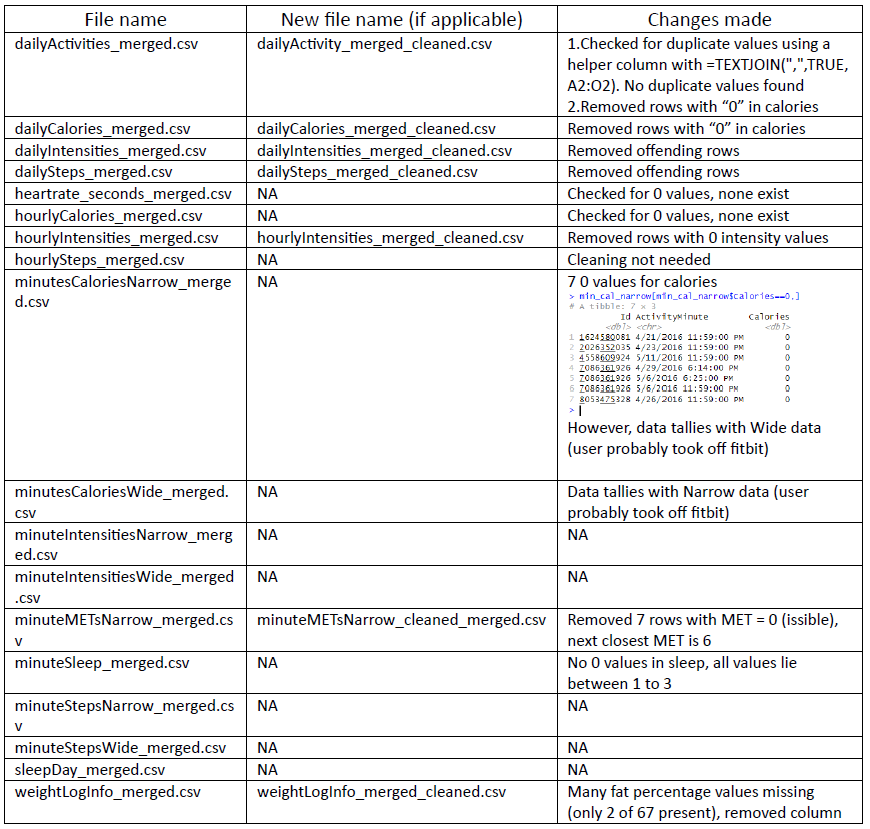 File name New file name (if applicable) Changes made
dailyActivities_merged.csv dailyActivity_merged_cleaned.csv 1.Checked for duplicate values using a
helper column with =TEXTJOIN(",",TRUE,
A2:O2). No duplicate values found
2.Removed rows with “0” in calories
dailyCalories_merged.csv dailyCalories_merged_cleaned.csv Removed rows with “0” in calories
dailyIntensities_merged.csv dailyIntensities_merged_cleaned.csv Removed offending rows
dailySteps_merged.csv dailySteps_merged_cleaned.csv Removed offending rows
heartrate_seconds_merged.csv NA Checked for 0 values, none exist
hourlyCalories_merged.csv NA Checked for 0 values, none exist
hourlyIntensities_merged.csv hourlyIntensities_merged_cleaned.csv Removed rows with 0 intensity values
hourlySteps_merged.csv NA Cleaning not needed
minutesCaloriesNarrow_merge NA 7 0 values for calories
d.csv
> min_cal_narrow[min_cal_narrow$calories==0,]
# A tibble: 7 x 3
Id ActivityMinute Calories
<dbl> <chr> <dbl>
1 1624580081 4/21/2016 11:59:00 PM 0
2 2026352035 4/23/2016 11:59:00 PM 0
3 4558609924 5/11/2016 11:59:00 PM 0
4 7086361926 4/29/2016 6:14:00 PM 0
5 7086361926 5/6/2016 6:25:00 PM 0
6 7086361926 5/6/2016 11:59:00 PM 0
7 8053475328 4/26/2016 11:59:00 PM 0
>
However, data tallies with Wide data
(user probably took off fitbit)
minutesCaloriesWide_merged. NA Data tallies with Narrow data (user
csv probably took off fitbit)
minuteIntensitiesNarrow_merg NA NA
ed.csv
minuteIntensitiesWide_merged NA NA
.csv
minuteMETsNarrow_merged.cs minuteMETsNarrow_cleaned_merged.csv Removed 7 rows with MET = 0 (issible),
v next closest MET is 6
minuteSleep_merged.csv NA No 0 values in sleep, all values lie
between 1 to 3
minuteStepsNarrow_merged.cs NA NA
v
minuteStepsWide_merged.csv NA NA
sleepDay_merged.csv NA NA
weightLogInfo_merged.csv weightLogInfo_merged_cleaned.csv Many fat percentage values missing
(only 2 of 67 present), removed column